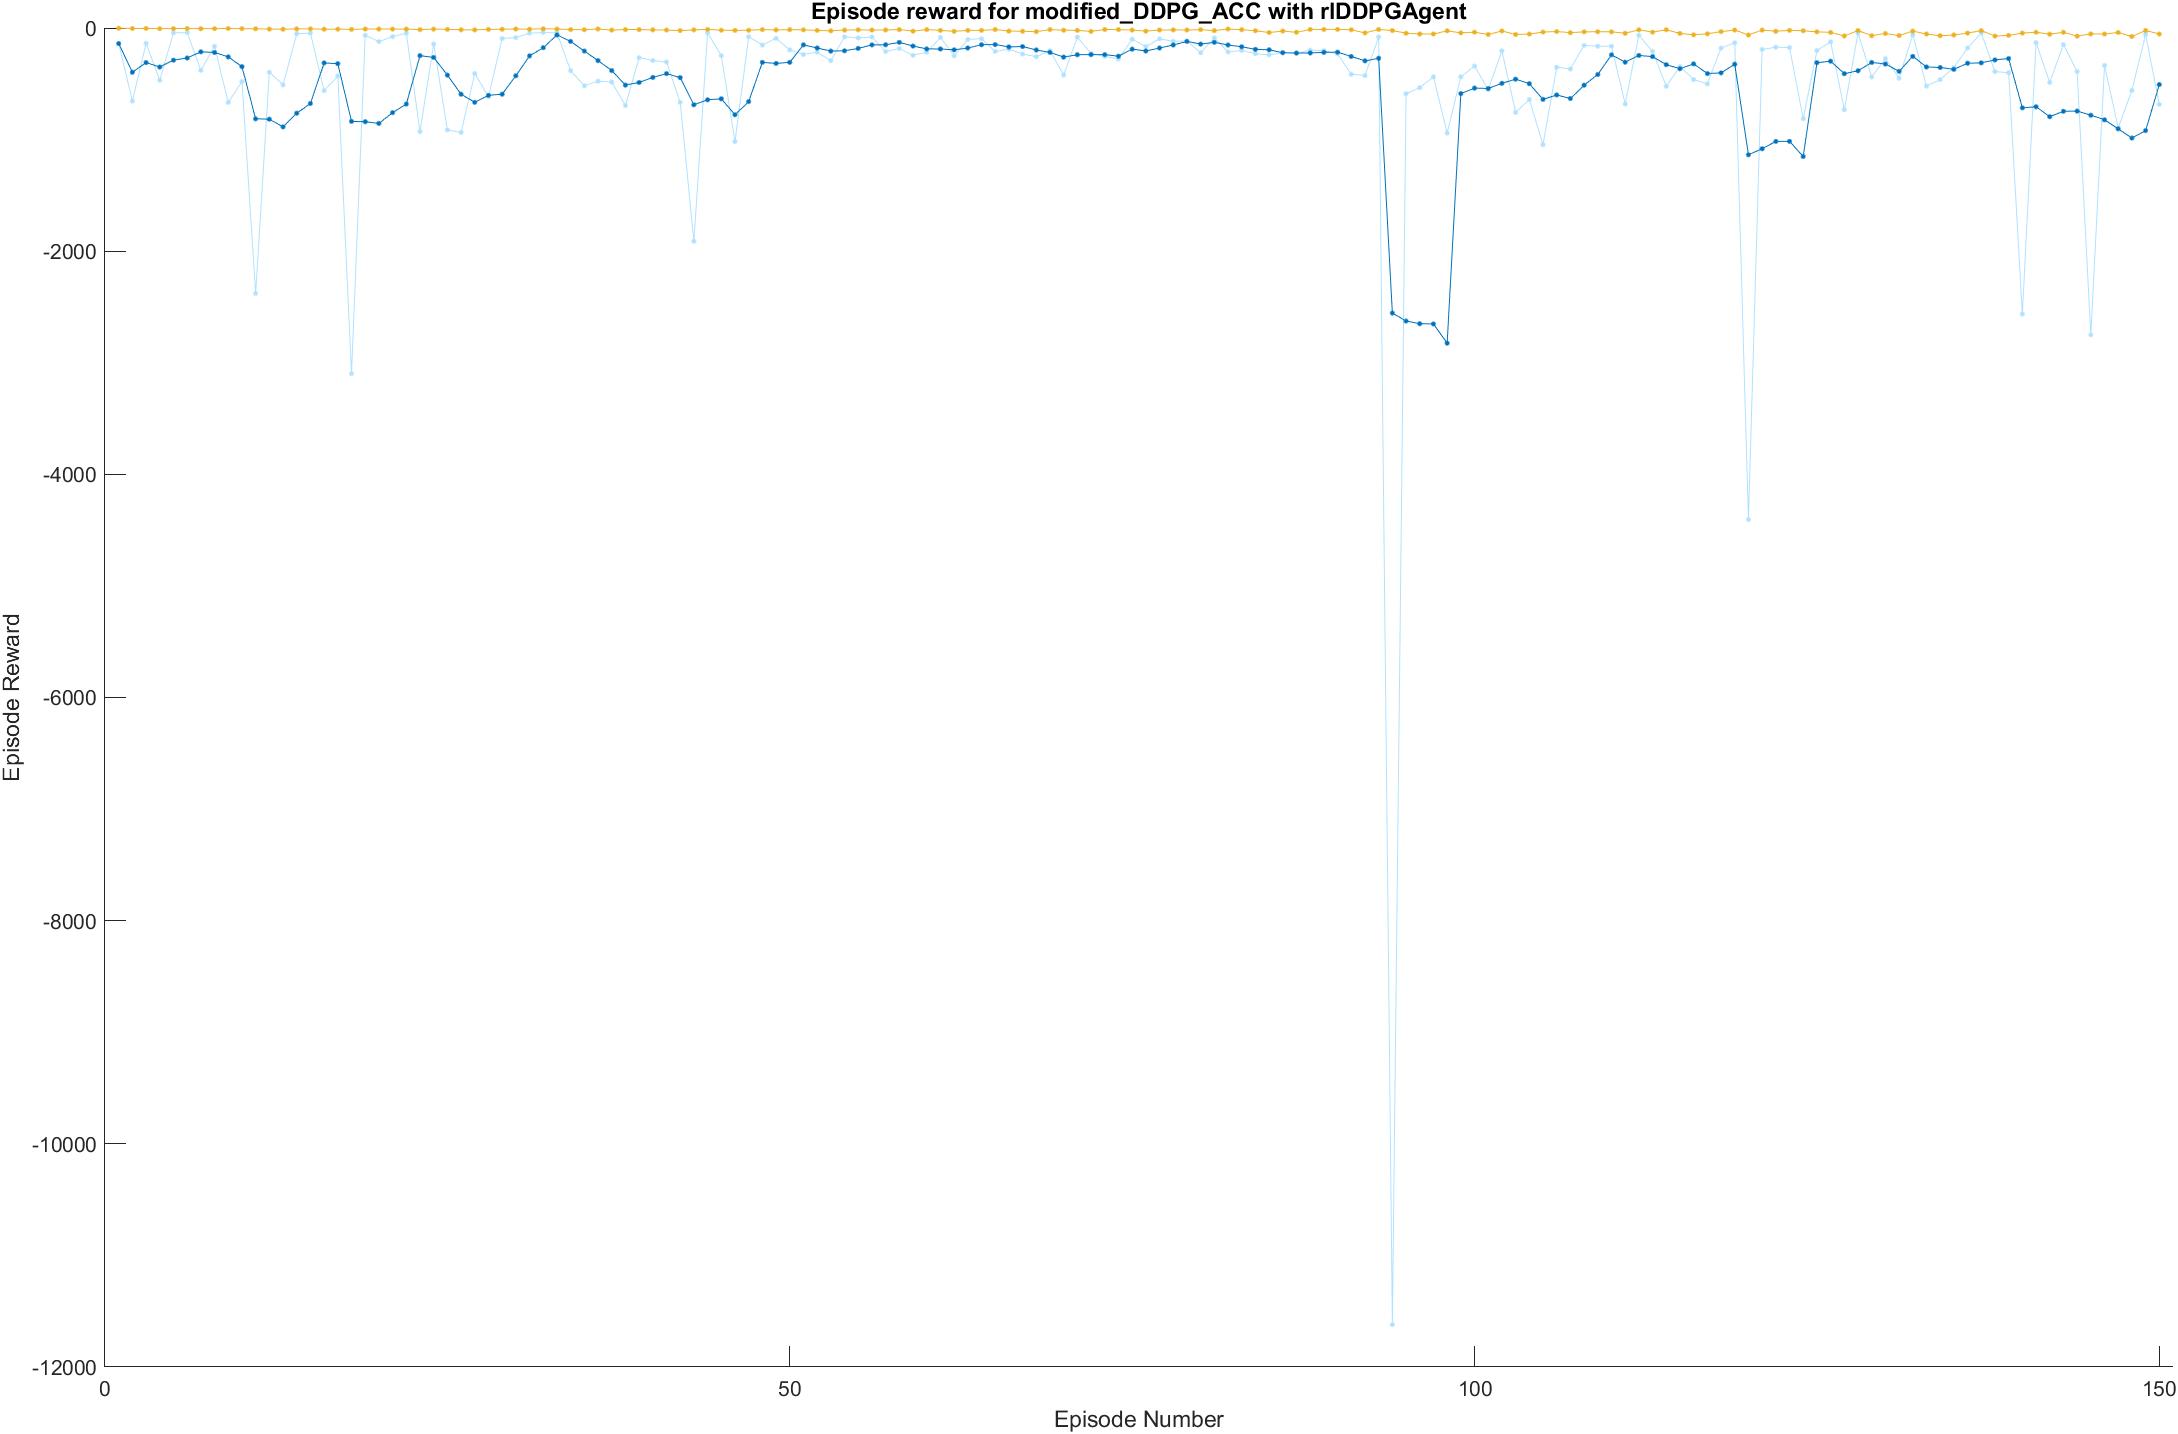 Episode reward for modified_DDPG_ACC with rlDDPGAgent
0
-2000
-4000
-6000
-8000
-10000
-12000
Episode Reward
0 50 100 150
Episode Number